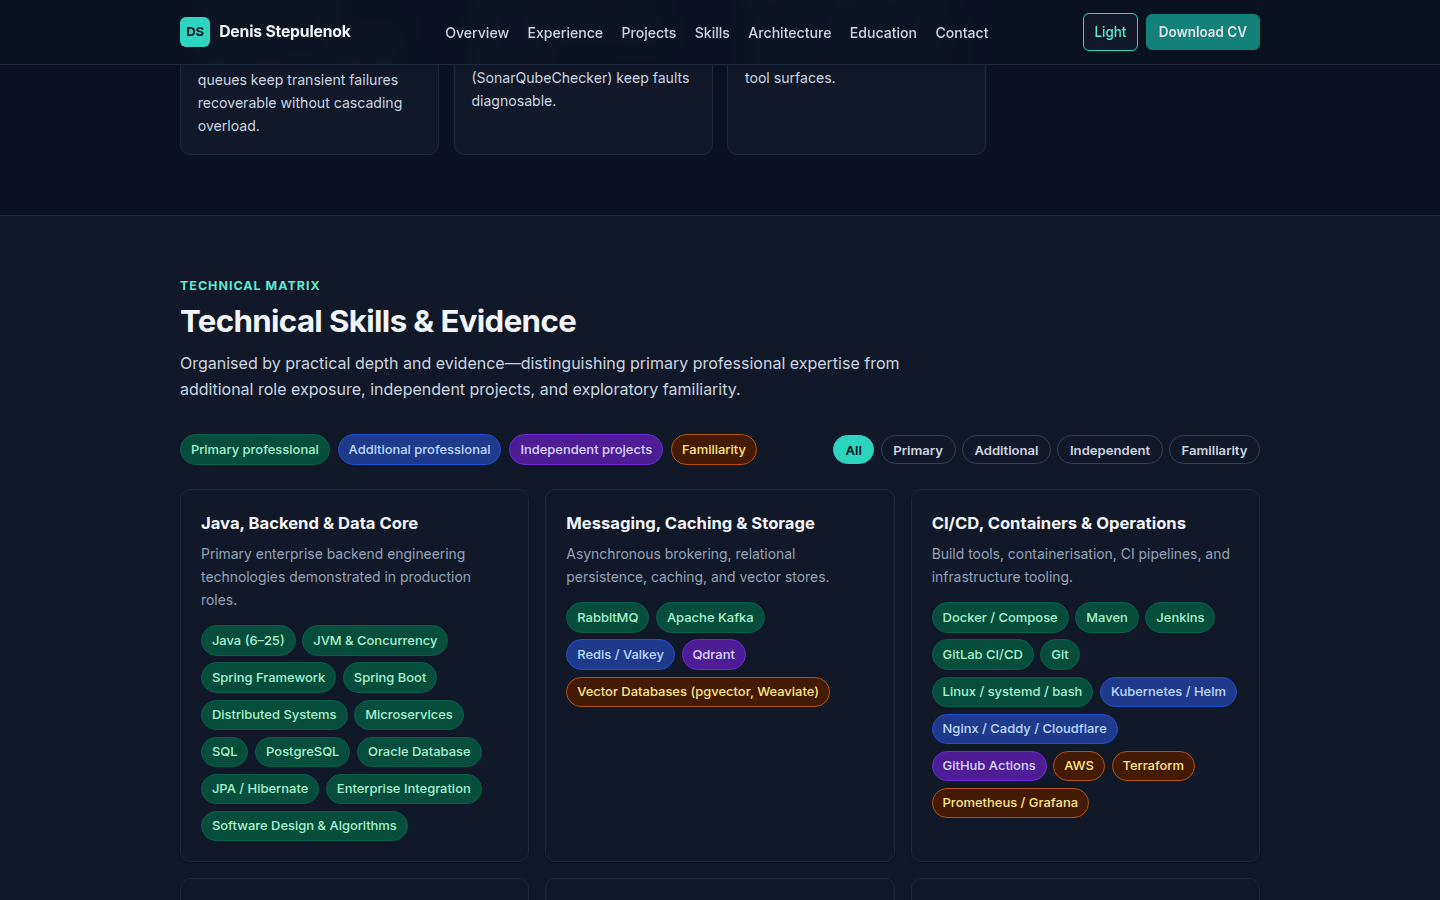 DS Denis Stepulenok Overview Experience Projects Skills Architecture Education Contact Light Download CV
queues keep transient failures
recoverable without cascading
overload.
(SonarQubeChecker) keep faults
diagnosable.
tool surfaces.
TECHNICAL MATRIX
Technical Skills & Evidence
Organised by practical depth and evidence—distinguishing primary professional expertise from
additional role exposure, independent projects, and exploratory familiarity.
Primary professional Additional professional Independent projects Familiarity All Primary Additional Independent Familiarity
Java, Backend & Data Core
Primary enterprise backend engineering
technologies demonstrated in production
roles.
Java (6–25) JVM & Concurrency
Spring Framework Spring Boot
Distributed Systems Microservices
SQL PostgreSQL Oracle Database
JPA / Hibernate Enterprise Integration
Software Design & Algorithms
Messaging, Caching & Storage
Asynchronous brokering, relational
persistence, caching, and vector stores.
RabbitMQ Apache Kafka
Redis / Valkey Qdrant
Vector Databases (pgvector, Weaviate)
CI/CD, Containers & Operations
Build tools, containerisation, CI pipelines, and
infrastructure tooling.
Docker / Compose Maven Jenkins
GitLab CI/CD Git
Linux / systemd / bash Kubernetes / Helm
Nginx / Caddy / Cloudflare
GitHub Actions AWS Terraform
Prometheus / Grafana